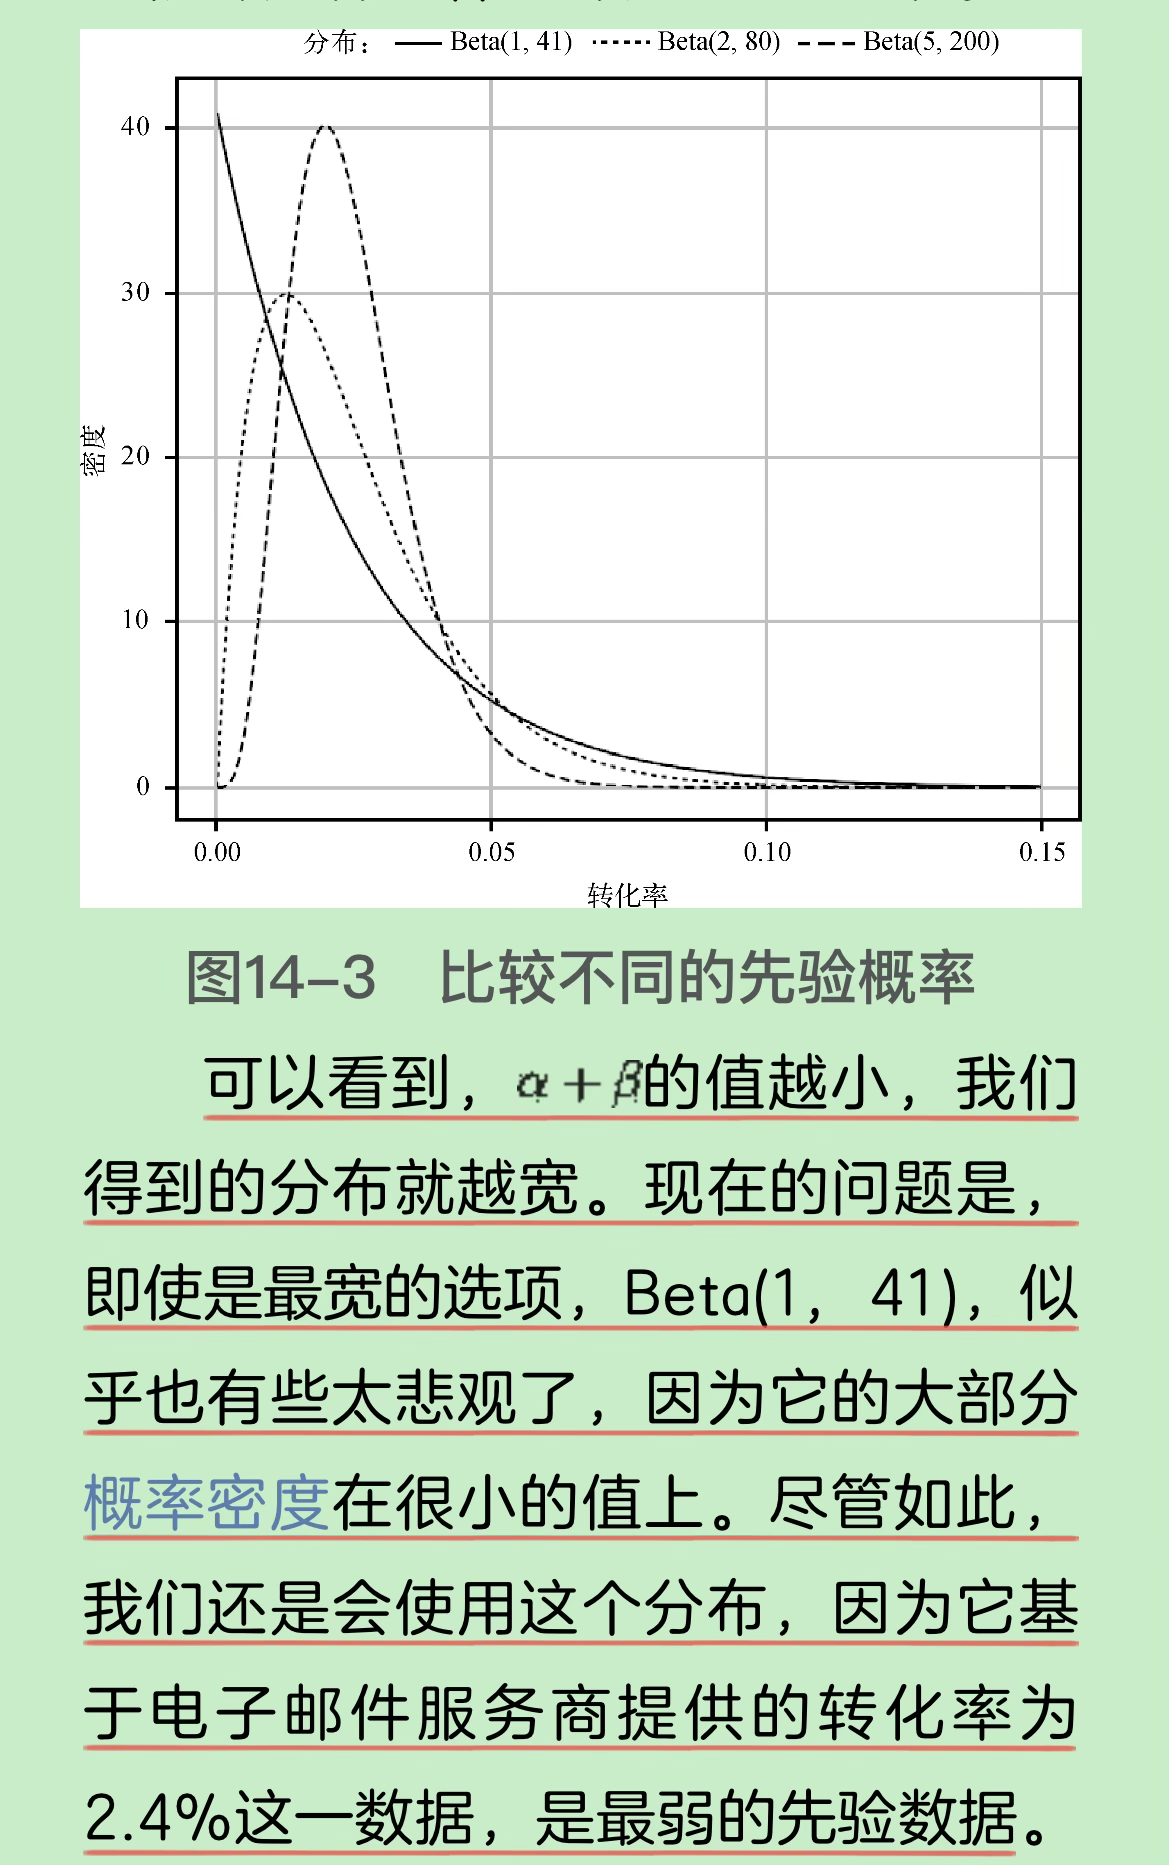 分布： Beta(1, 41) Beta(2, 80) Beta(5, 200)
40
30
20
10
0
密度
0.00 0.05 0.10 0.15
转化率
图14-3 比较不同的先验概率
可以看到，α+β的值越小，我们
得到的分布就越宽。现在的问题是，
即使是最宽的选项，Beta(1, 41)，似
乎也有些太悲观了，因为它的大部分
概率密度在很小的值上。尽管如此，
我们还是会使用这个分布，因为它基
于电子邮件服务商提供的转化率为
2.4%这一数据，是最弱的先验数据。